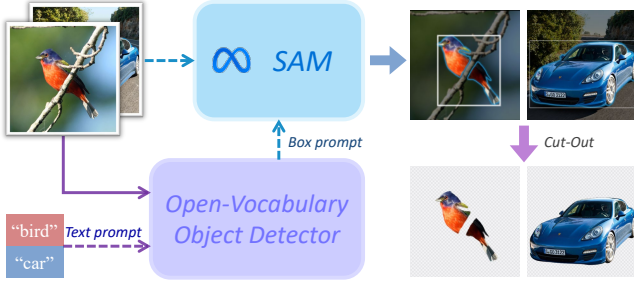 SAM
Box prompt
Cut-Out
Open-Vocabulary
Object Detector
Text prompt
“bird”
“car”